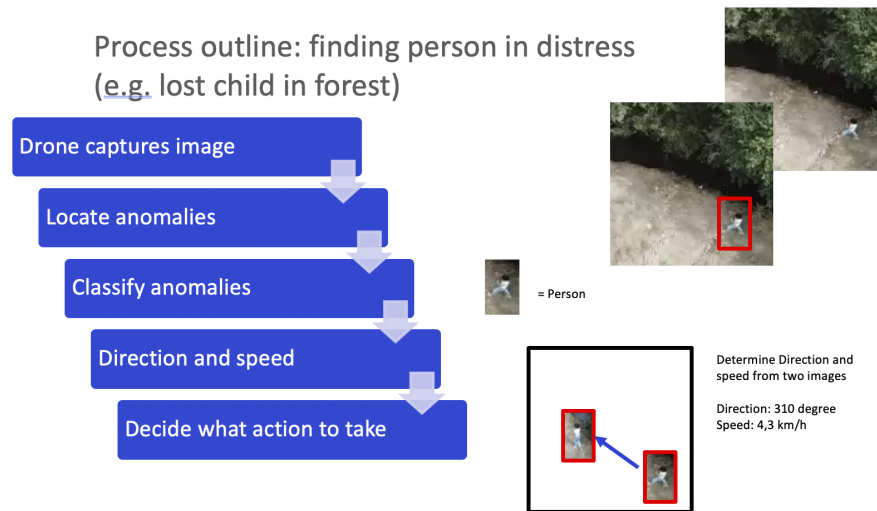 Process outline: finding person in distress
(e.g. lost child in forest)
Drone captures image
Locate anomalies
Classify anomalies
Direction and speed
Decide what action to take
= Person
Determine Direction and
speed from two images
Direction: 310 degree
Speed: 4,3 km/h